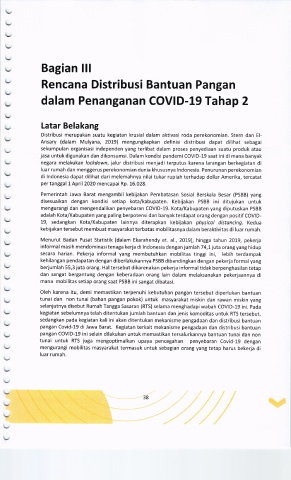 Bagian III
Rencana Distribusi Bantuan Pangan
dalam Penanganan COVID-19 Tahap 2
Latar Belakang
Distribusi merupakan suatu kegiatan krusial dalam aktivasi roda perekonomian. Stern dan El-
Ansary (dalam Mulyana, 2019) mengungkapkan definisi distribusi dapat dilihat sebagai
sekumpulan organisasi independen yang terlibat dalam proses penyediaan suatu produk atau
jasa untuk digunakan dan dikonsumsi. Dalam kondisi pandemi COVID-19 saat ini di mana banyak
negara melakukan lockdown, jalur distribusi menjadi terputus karena larangan berkegiatan di
luar rumah dan menggerus perekonomian dunia khususnya Indonesia. Penurunan perekonomian
di Indonesia dapat dilihat dari melemahnya nilai tukar rupiah terhadap dollar Amerika, tercatat
per tanggal 1 April 2020 mencapai Rp. 16.028.
Pemerintah Jawa Barat mengambil kebijakan Pembatasan Sosial Berskala Besar (PSBB) yang
disesuaikan dengan kondisi setiap kota/kabupaten. Kebijakan PSBB ini ditujukan untuk
mengurangi dan mengendalikan penyebaran COVID-19. Kota/Kabupaten yang diputuskan PSBB
adalah Kota/Kabupaten yang paling berpotensi dan banyak terdapat orang dengan positif COVID-
19, sedangkan Kota/Kabupaten lainnya diterapkan kebijakan physical distancing. Kedua
kebijakan tersebut membuat masyarakat terbatas mobilitasnya dalam beraktivitas di luar rumah.
Menurut Badan Pusat Statistik (dalam Ekarahendy et. al., 2019), hingga tahun 2019, pekerja
informal masih mendominasi tenaga kerja di Indonesia dengan jumlah 74,1 juta orang yang hidup
secara harian. Pekerja informal yang membutuhkan mobilitas tinggi ini, lebih berdampak
kehilangan pendapatan dengan diberlakukannya PSBB dibandingkan dengan pekerja formal yang
berjumlah 55,3 juta orang. Hal tersebut dikarenakan pekerja informal tidak berpenghasilan tetap
dan sangat bergantung dengan keberadaan orang lain dalam melaksanakan pekerjaannya di
mana mobilitas setiap orang saat PSBB ini sangat dibatasi.
Oleh karena itu, demi memastikan terpenuhi kebutuhan pangan tersebut diperlukan bantuan
tunai dan non tunai (bahan pangan pokok) untuk masyarakat miskin dan rawan miskin yang
selanjutnya disebut Rumah Tangga Sasaran (RTS) selama menghadapi wabah COVID-19 ini. Pada
kegiatan sebelumnya telah ditentukan jumlah bantuan dan jenis komoditas untuk RTS tersebut,
sedangkan pada kegiatan kali ini akan ditentukan mekanisme pengadaan dan distribusi bantuan
pangan Covid-19 di Jawa Barat. Kegiatan terkait mekanisme pengadaan dan distribusi bantuan
pangan COVID-19 ini selain dilakukan untuk memastikan tersalurkannya bantuan tunai dan non
tunai untuk RTS juga mengoptimalkan upaya pencegahan penyebaran Covid-19 dengan
mengurangi mobilitas masyarakat termasuk untuk sebagian orang yang tetap harus bekerja di
luar rumah.
38